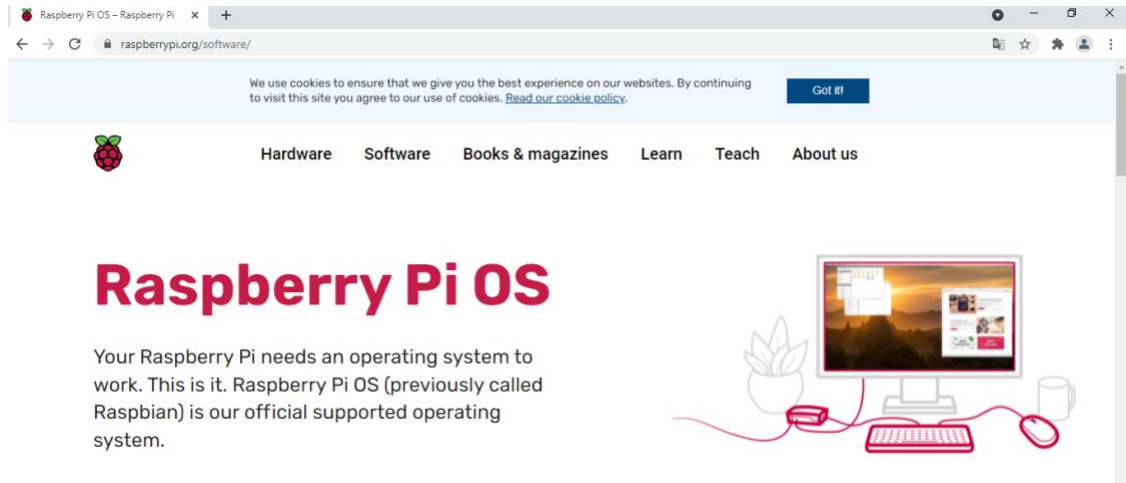 Raspberry Pi OS – Raspberry Pi
raspberrypi.org/software/
We use cookies to ensure that we give you the best experience on our websites. By continuing
to visit this site you agree to our use of cookies. Read our cookie policy.
Got it!
Hardware Software Books & magazines Learn Teach About us
Raspberry Pi OS
Your Raspberry Pi needs an operating system to
work. This is it. Raspberry Pi OS (previously called
Raspbian) is our official supported operating
system.